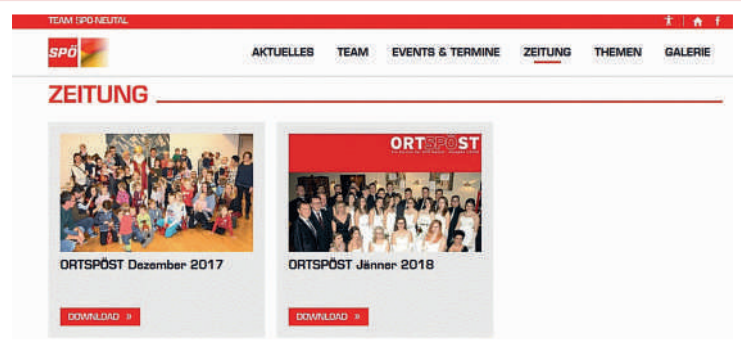 TEAM SPÖ-NEUTAL
SPÖ
AKTUELLES TEAM EVENTS & TERMINE ZEITUNG THEMEN GALERIE
ZEITUNG
ORTSPÖST
ORTSPÖST Dezember 2017 ORTSPÖST Jänner 2018
DOWNLOAD » DOWNLOAD »